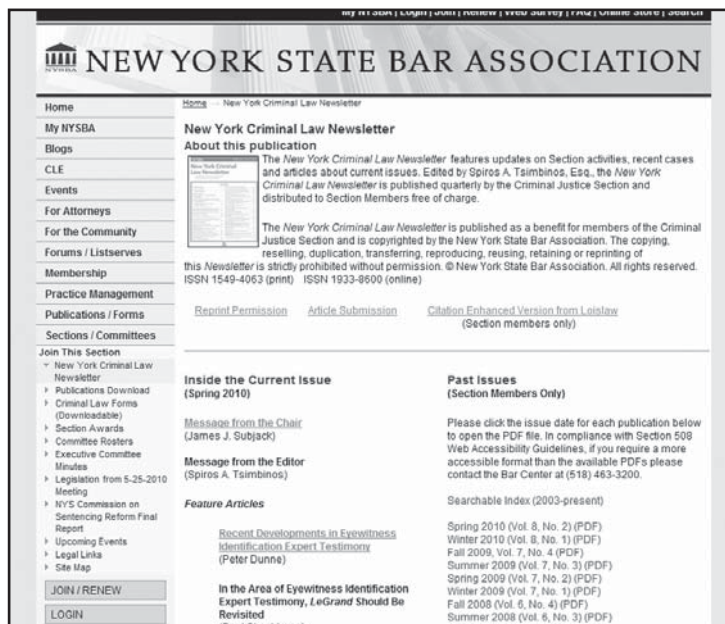 My NYSBA | Login | Join | Renew | Web Survey | FAQ | Online Store | Search
NYSBA
NEW YORK STATE BAR ASSOCIATION
Home
My NYSBA
Blogs
CLE
Events
For Attorneys
For the Community
Forums / Listserves
Membership
Practice Management
Publications / Forms
Sections / Committees
Join This Section
New York Criminal Law
Newsletter
Publications Download
Criminal Law Forms
(Downloadable)
Section Awards
Committee Rosters
Executive Committee
Minutes
Legislation from 5-25-2010
Meeting
NYS Commission on
Sentencing Reform Final
Report
Upcoming Events
Legal Links
Site Map
JOIN / RENEW
LOGIN
Home → New York Criminal Law Newsletter
New York Criminal Law Newsletter
About this publication
The New York Criminal Law Newsletter features updates on Section activities, recent cases
and articles about current issues. Edited by Spiros A. Tsimbinos, Esq., the New York
Criminal Law Newsletter is published quarterly by the Criminal Justice Section and
distributed to Section Members free of charge.
The New York Criminal Law Newsletter is published as a benefit for members of the Criminal
Justice Section and is copyrighted by the New York State Bar Association. The copying,
reselling, duplication, transferring, reproducing, reusing, retaining or reprinting of
this Newsletter is strictly prohibited without permission. © New York State Bar Association. All rights reserved.
ISSN 1549-4063 (print) ISSN 1933-8600 (online)
Reprint Permission Article Submission Citation Enhanced Version from Loislaw
(Section members only)
Inside the Current Issue
(Spring 2010)
Message from the Chair
(James J. Subjack)
Message from the Editor
(Spiros A. Tsimbinos)
Feature Articles
Recent Developments in Eyewitness
Identification Expert Testimony
(Peter Dunne)
In the Area of Eyewitness Identification
Expert Testimony, LeGrand Should Be
Revisited
Past Issues
(Section Members Only)
Please click the issue date for each publication below
to open the PDF file. In compliance with Section 508
Web Accessibility Guidelines, if you require a more
accessible format than the available PDFs please
contact the Bar Center at (518) 463-3200.
Searchable Index (2003-present)
Spring 2010 (Vol. 8, No. 2) (PDF)
Winter 2010 (Vol. 8, No. 1) (PDF)
Fall 2009, Vol. 7, No. 4 (PDF)
Summer 2009 (Vol. 7, No. 3) (PDF)
Spring 2009 (Vol. 7, No. 2) (PDF)
Winter 2009 (Vol. 7, No. 1) (PDF)
Fall 2008 (Vol. 6, No. 4) (PDF)
Summer 2008 (Vol. 6, No. 3) (PDF)